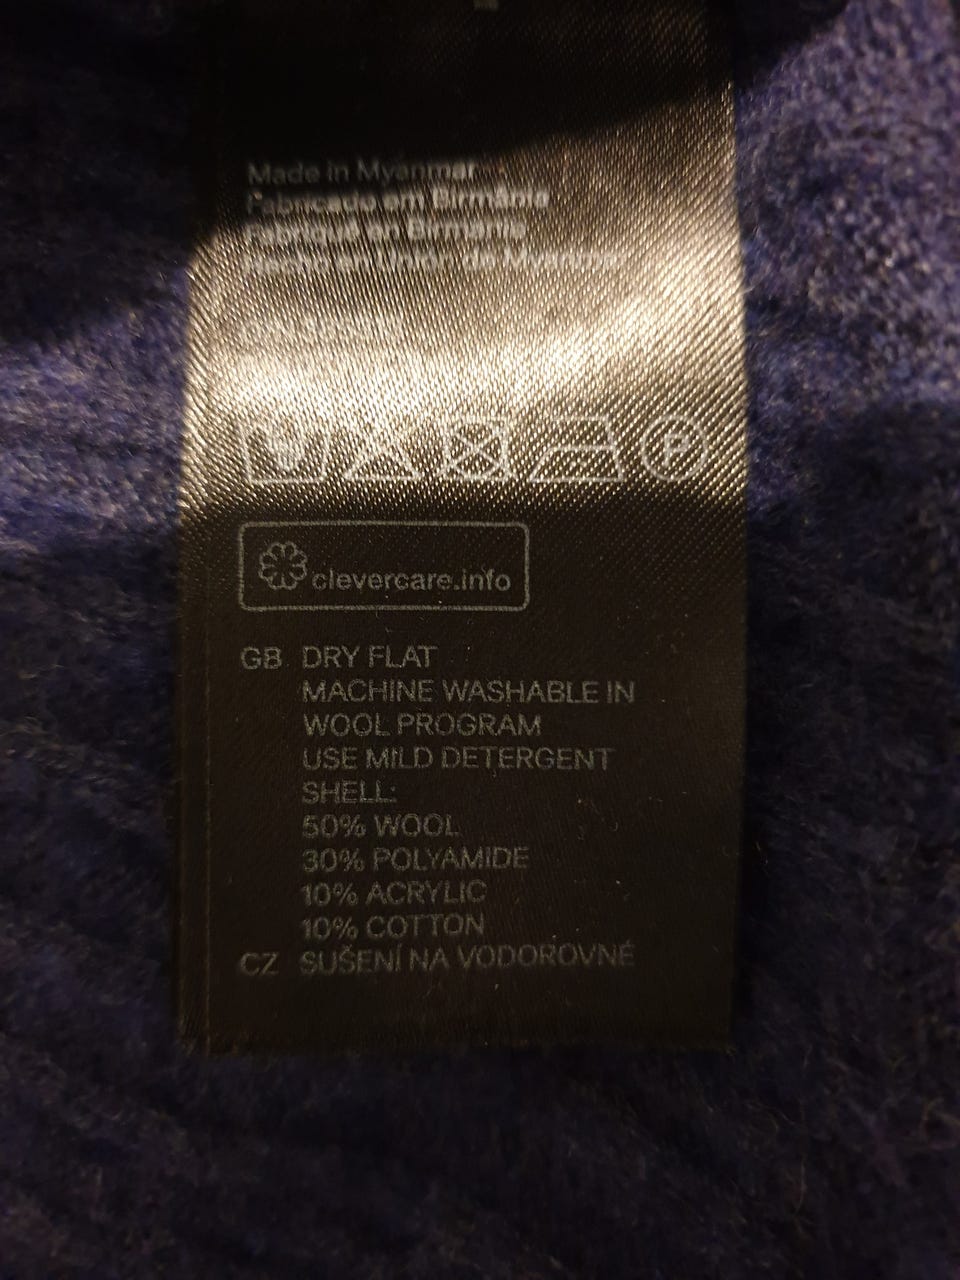 Made in Myanmar
Fabricado em Birmânia
Fabriqué en Birmanie
P
clevercare.info
GB DRY FLAT
MACHINE WASHABLE IN
WOOL PROGRAM
USE MILD DETERGENT
SHELL:
50% WOOL
30% POLYAMIDE
10% ACRYLIC
10% COTTON
CZ SUŠENÍ NA VODOROVNÉ